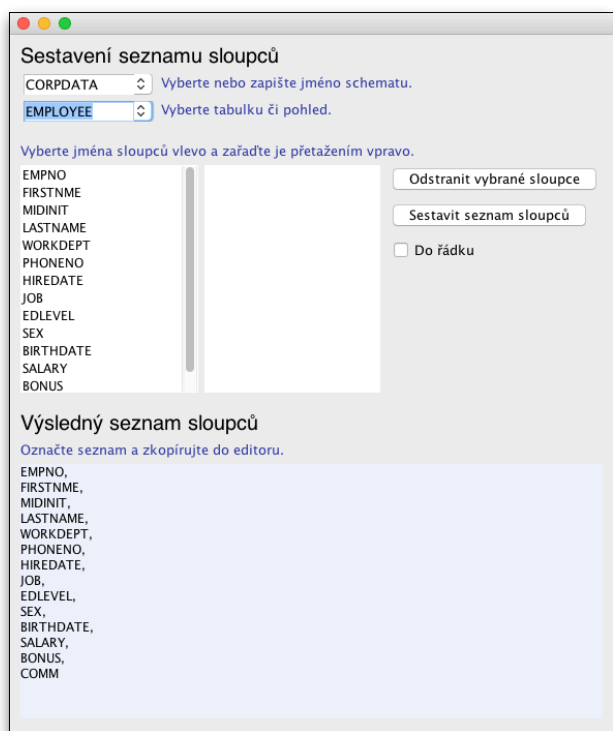 Sestavení seznamu sloupců
CORPDATA Vyberte nebo zapište jméno schematu.
EMPLOYEE Vyberte tabulku či pohled.
Vyberte jména sloupců vlevo a zařaďte je přetažením vpravo.
EMPNO
FIRSTNME
MIDINIT
LASTNAME
WORKDEPT
PHONENO
HIREDATE
JOB
EDLEVEL
SEX
BIRTHDATE
SALARY
BONUS
Odstranit vybrané sloupce
Sestavit seznam sloupců
Do řádku
Výsledný seznam sloupců
Označte seznam a zkopírujte do editoru.
EMPNO,
FIRSTNME,
MIDINIT,
LASTNAME,
WORKDEPT,
PHONENO,
HIREDATE,
JOB,
EDLEVEL,
SEX,
BIRTHDATE,
SALARY,
BONUS,
COMM